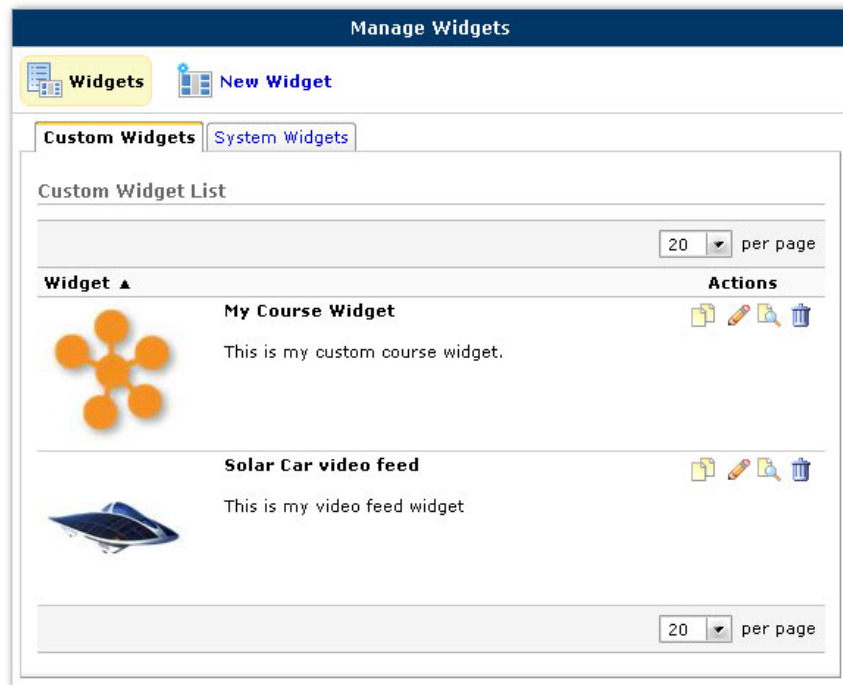 Manage Widgets
Widgets
New Widget
Custom Widgets
System Widgets
Custom Widget List
20 per page
Widget ▲ Actions
My Course Widget
This is my custom course widget.
Solar Car video feed
This is my video feed widget
20 per page